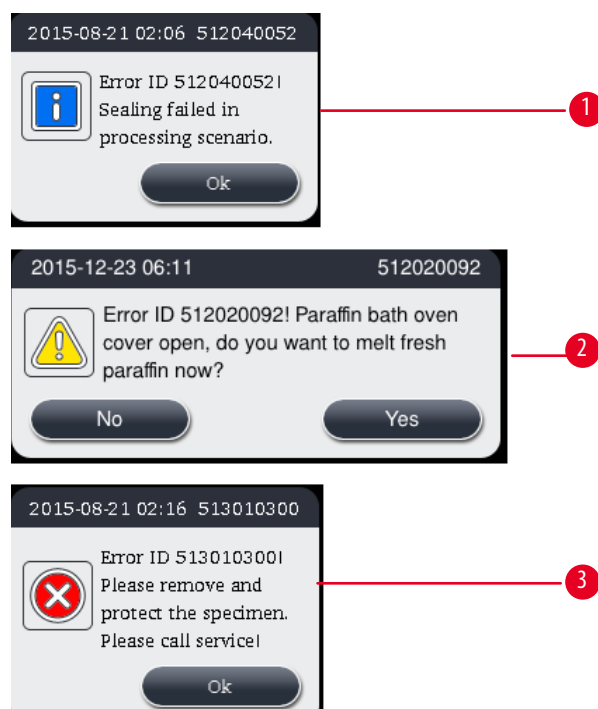 2015-08-21 02:06 512040052
Error ID 512040052!
Sealing failed in
processing scenario.
Ok
1
2015-12-23 06:11 512020092
Error ID 512020092! Paraffin bath oven
cover open, do you want to melt fresh
paraffin now?
No Yes
2
2015-08-21 02:16 513010300
Error ID 513010300!
Please remove and
protect the specimen.
Please call service!
Ok
3